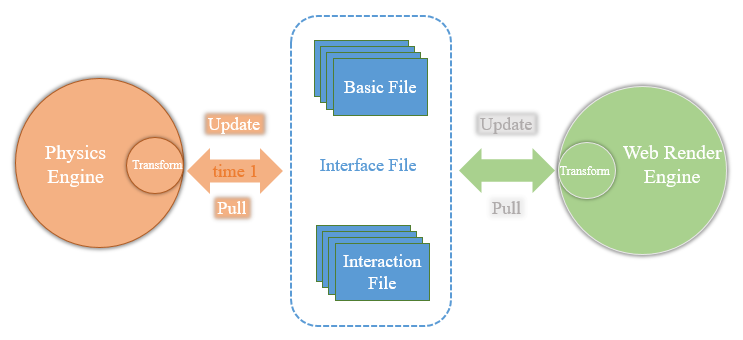 Physics
Engine
Transform
Update
time 1
Pull
Basic File
Interface File
Interaction
File
Update
Pull
Transform
Web Render
Engine